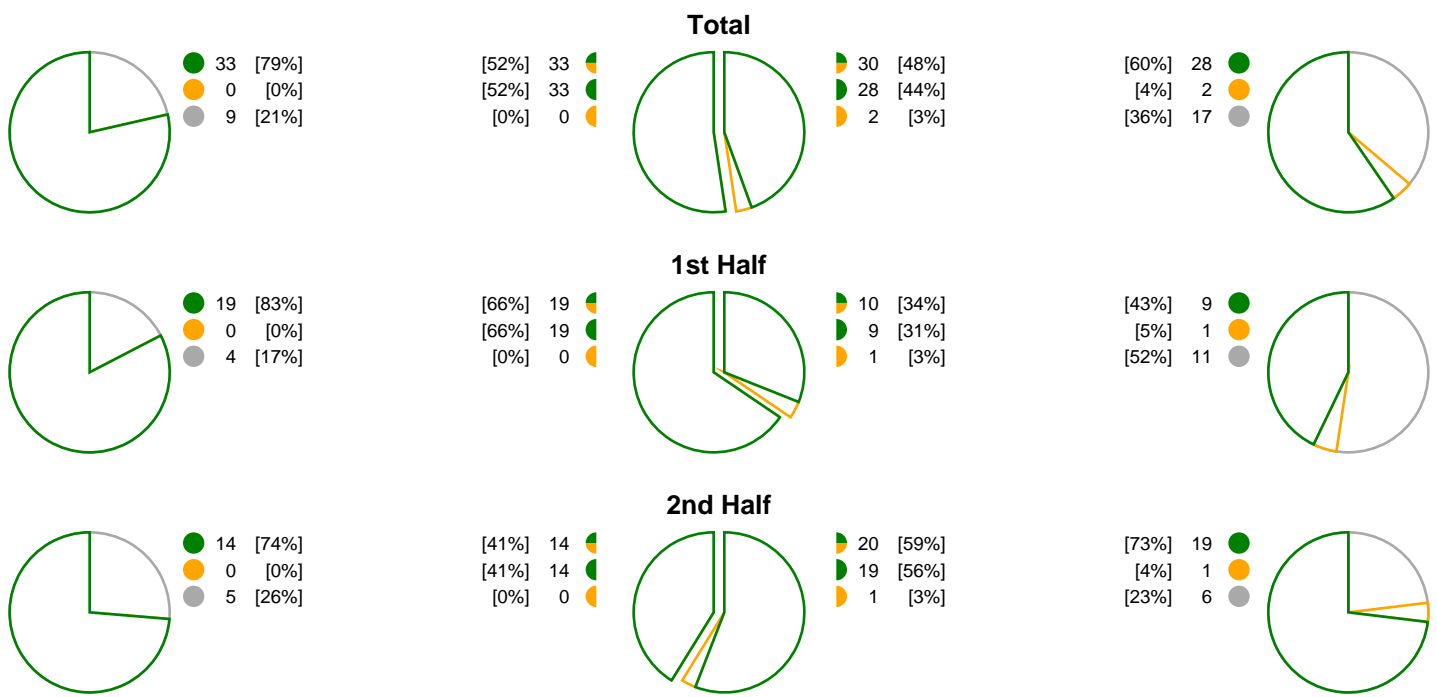 Total
33 [79%] [52%] 33 30 [48%] [60%] 28
0 [0%] [52%] 33 28 [44%] [4%] 2
9 [21%] [0%] 0 2 [3%] [36%] 17
1st Half
19 [83%] [66%] 19 10 [34%] [43%] 9
0 [0%] [66%] 19 9 [31%] [5%] 1
4 [17%] [0%] 0 1 [3%] [52%] 11
2nd Half
14 [74%] [41%] 14 20 [59%] [73%] 19
0 [0%] [41%] 14 19 [56%] [4%] 1
5 [26%] [0%] 0 1 [3%] [23%] 6